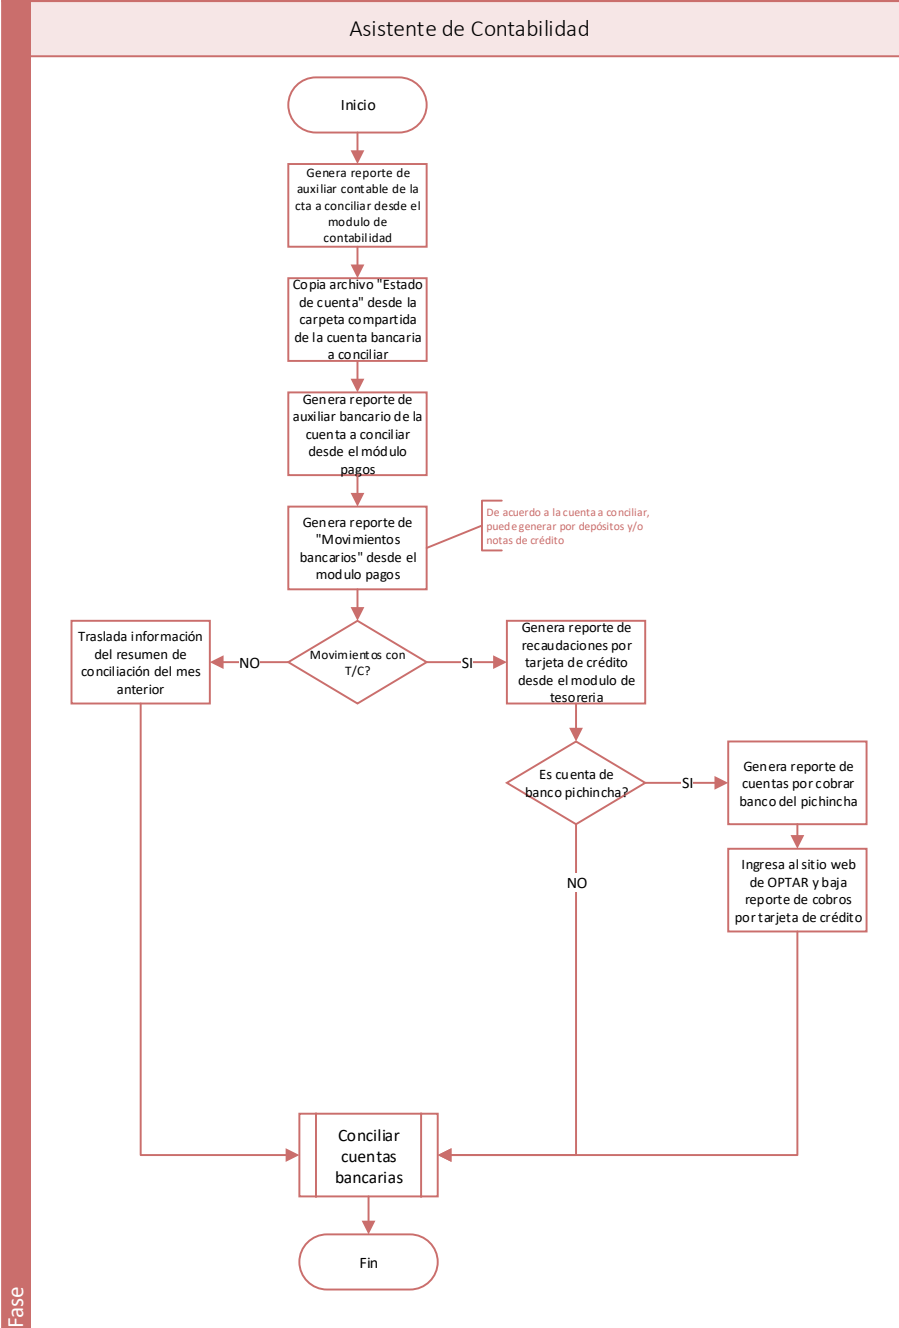 Asistente de Contabilidad
Inicio
Genera reporte de
auxiliar contable de la
cta a conciliar desde el
modulo de
contabilidad
Copia archivo "Estado
de cuenta" desde la
carpeta compartida
de la cuenta bancaria
a conciliar
Genera reporte de
auxiliar bancario de la
cuenta a conciliar
desde el módulo
pagos
Genera reporte de
"Movimientos
bancarios" desde el
modulo pagos
De acuerdo a la cuenta a conciliar,
puede generar por depósitos y/o
notas de crédito
Traslada información
del resumen de
conciliación del mes
anterior
NO
Movimientos con
T/C?
SI
Genera reporte de
recaudaciones por
tarjeta de crédito
desde el modulo de
tesoreria
Es cuenta de
banco pichincha?
SI
Genera reporte de
cuentas por cobrar
banco del pichincha
NO
Ingresa al sitio web
de OPTAR y baja
reporte de cobros
por tarjeta de crédito
Conciliar
cuentas
bancarias
Fin
Fase